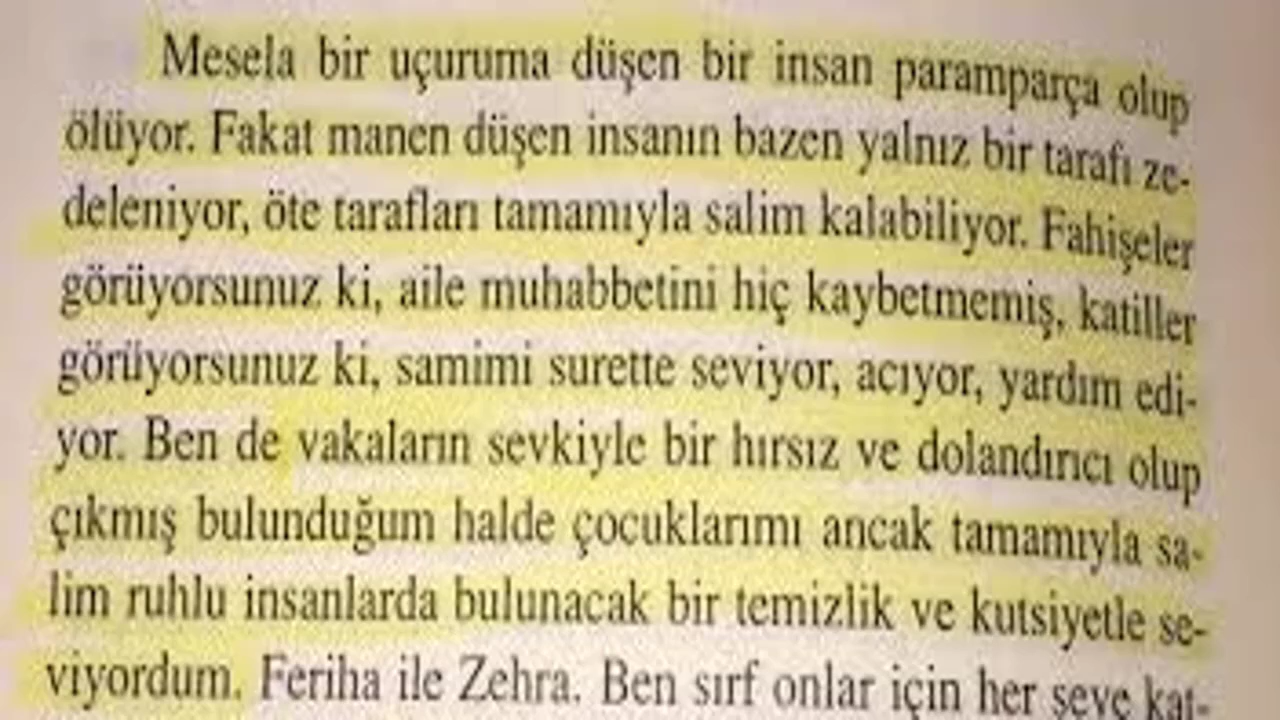 Mesela bir uçuruma düşen bir insan paramparça olup
ölüyor. Fakat manen düşen insanın bazen yalnız bir tarafı ze-
deleniyor, öte tarafları tamamıyla salim kalabiliyor. Fahişeler
görüyorsunuz ki, aile muhabbetini hiç kaybetmemiş, katiller
görüyorsunuz ki, samimi surette seviyor, acıyor, yardım edi-
yor. Ben de vakaların sevkiyle bir hırsız ve dolandırıcı olup
çıkmış bulunduğum halde çocuklarımı ancak tamamıyla sa-
lim ruhlu insanlarda bulunacak bir temizlik ve kutsiyetle se-
viyordum. Feriha ile Zehra. Ben sırf onlar için her şeye kat-